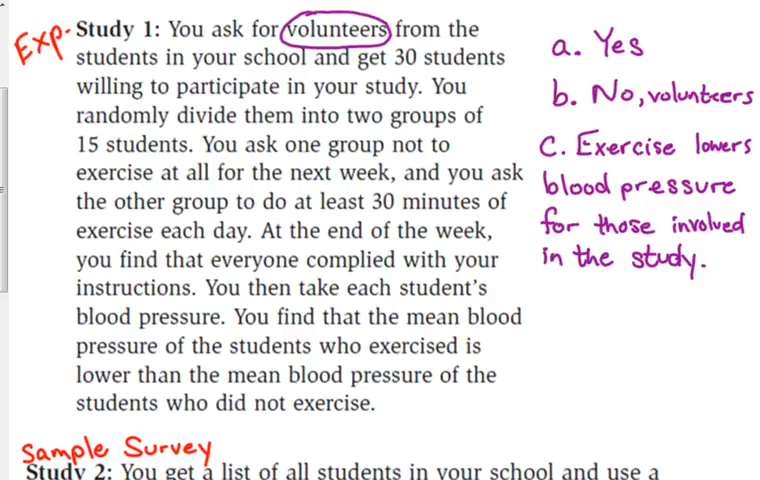 Exp. Study 1: You ask for volunteers from the
students in your school and get 30 students
willing to participate in your study. You
randomly divide them into two groups of
15 students. You ask one group not to
exercise at all for the next week, and you ask
the other group to do at least 30 minutes of
exercise each day. At the end of the week,
you find that everyone complied with your
instructions. You then take each student's
blood pressure. You find that the mean blood
pressure of the students who exercised is
lower than the mean blood pressure of the
students who did not exercise.
a. Yes
b. No, volunteers
c. Exercise lowers
blood pressure
for those involved
in the study.
Sample Survey
Study 2: You get a list of all students in your school and use a